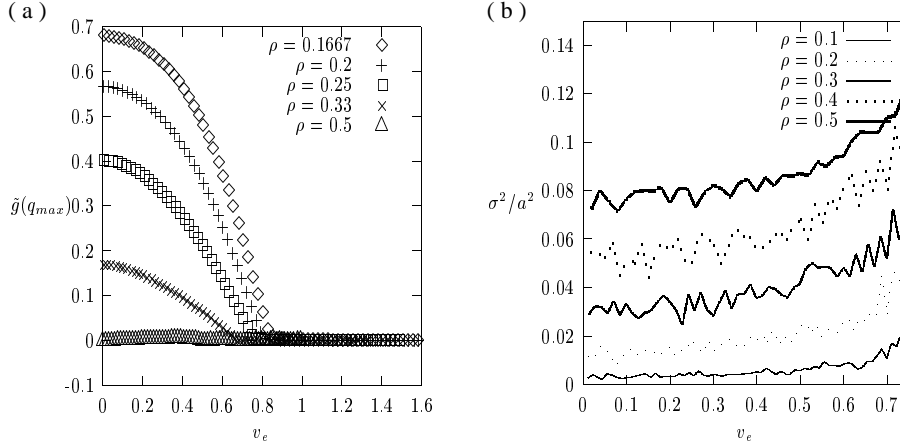 (a)
0.7
0.6
0.5
0.4
0.3
0.2
0.1
0
-0.1
g̃(q_max)
ρ = 0.1667
ρ = 0.2
ρ = 0.25
ρ = 0.33
ρ = 0.5
0 0.2 0.4 0.6 0.8 1 1.2 1.4 1.6
v_e
(b)
0.14
0.12
0.1
0.08
0.06
0.04
0.02
0
σ²/a²
ρ = 0.1
ρ = 0.2
ρ = 0.3
ρ = 0.4
ρ = 0.5
0 0.1 0.2 0.3 0.4 0.5 0.6 0.7
v_e